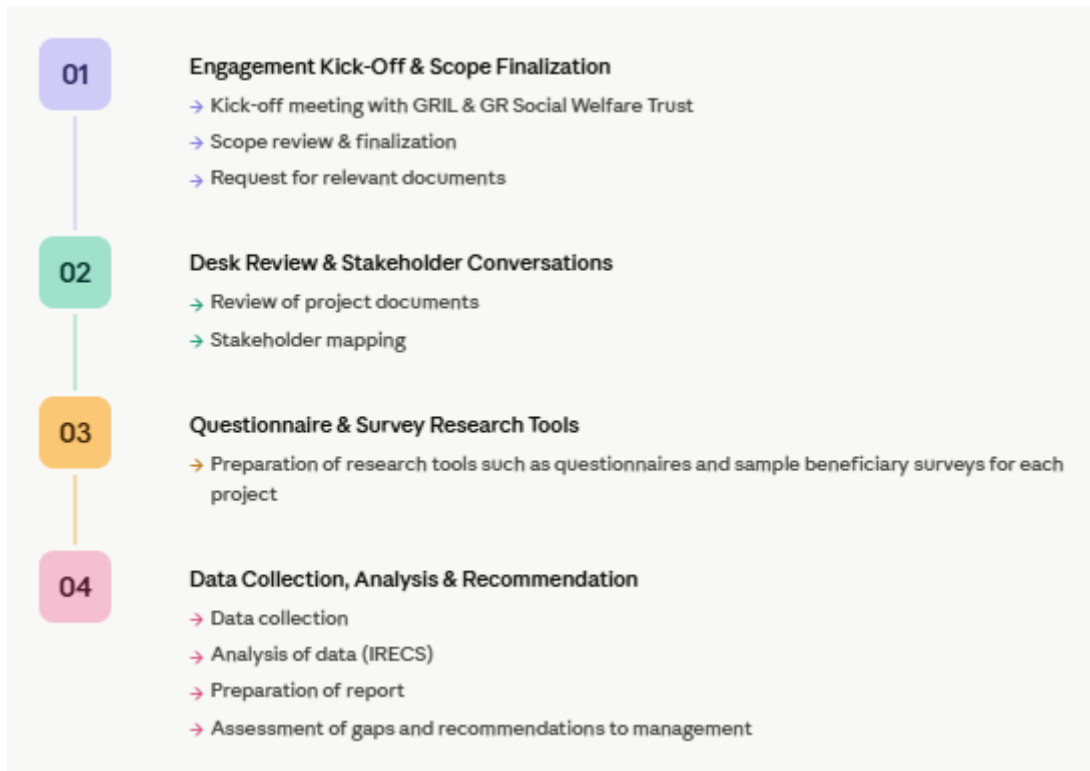 01
Engagement Kick-Off & Scope Finalization
→ Kick-off meeting with GRIL & GR Social Welfare Trust
→ Scope review & finalization
→ Request for relevant documents
02
Desk Review & Stakeholder Conversations
→ Review of project documents
→ Stakeholder mapping
03
Questionnaire & Survey Research Tools
→ Preparation of research tools such as questionnaires and sample beneficiary surveys for each
project
04
Data Collection, Analysis & Recommendation
→ Data collection
→ Analysis of data (IRECS)
→ Preparation of report
→ Assessment of gaps and recommendations to management